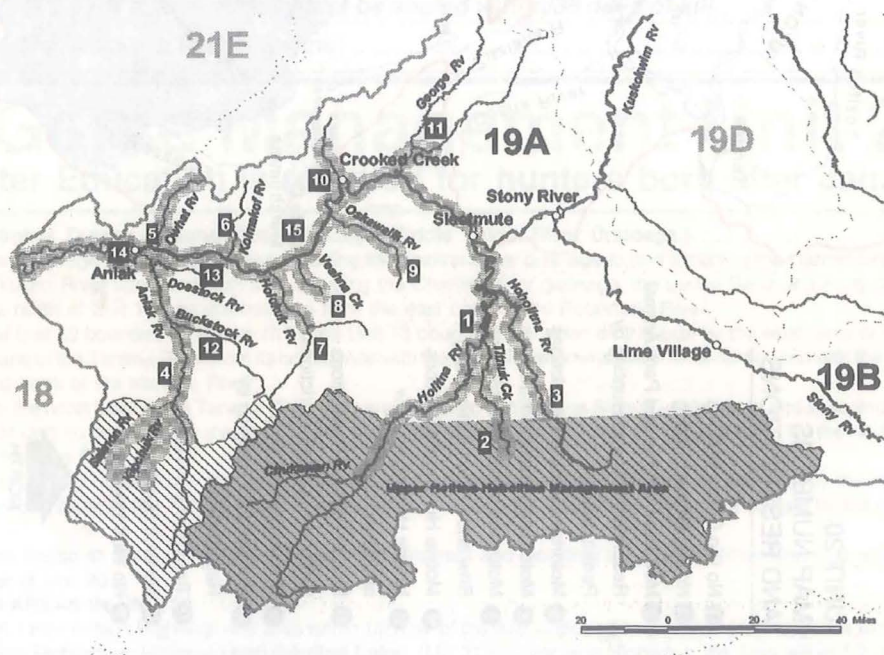 21E
George Rv
Kuskokwim Rv
11
19A
19D
Crooked Creek
10
Stony River
Sleetmute
Owhat Rv
5
6
Kolmakof Rv
15
Oskawalik Rv
14
Aniak
13
9
Holitna Rv
Doestock Rv
Veahna Ck
8
Aniak Rv
Buckstock Rv
Hoholitna Rv
1
12
7
Lime Village
4
Titnuk Ck
3
18
19B
Holitna Rv
Stony Rv
Salmon Rv
2
Kipchuk Rv
Chukowan Rv
Upper Holitna-Hoholitna Management Area
20 0 20 40 Miles